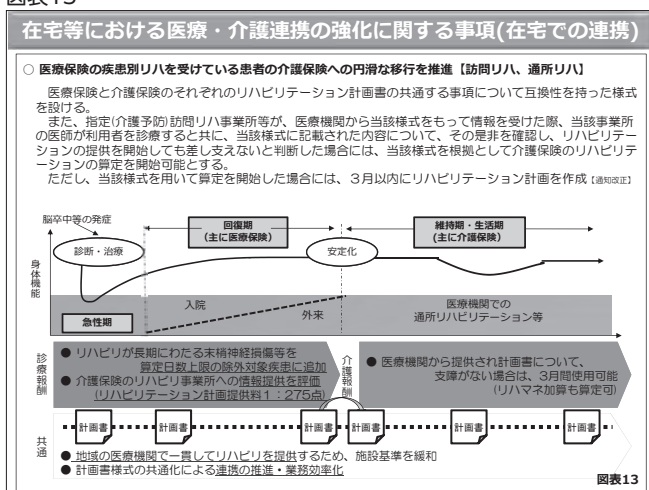 図表13
在宅等における医療・介護連携の強化に関する事項(在宅での連携)
○ 医療保険の疾患別リハを受けている患者の介護保険への円滑な移行を推進【訪問リハ、通所リハ】
医療保険と介護保険のそれぞれのリハビリテーション計画書の共通する事項について互換性を持った様式
を設ける。
また、指定(介護予防)訪問リハ事業所等が、医療機関から当該様式をもって情報を受けた際、当該事業所
の医師が利用者を診療すると共に、当該様式に記載された内容について、その是非を確認し、リハビリテー
ションの提供を開始しても差し支えないと判断した場合には、当該様式を根拠として介護保険のリハビリテ
ーションの算定を開始可能とする。
ただし、当該様式を用いて算定を開始した場合には、3月以内にリハビリテーション計画を作成【通知改正】
脳卒中等の発症
回復期
(主に医療保険)
維持期・生活期
(主に介護保険)
診断・治療
安定化
身体機能
急性期
入院
外来
医療機関での
通所リハビリテーション等
診療報酬
● リハビリが長期にわたる末梢神経損傷等を
算定日数上限の除外対象疾患に追加
● 介護保険のリハビリ事業所への情報提供を評価
(リハビリテーション計画提供料1:275点)
介護報酬
● 医療機関から提供され計画書について、
支障がない場合は、3月間使用可能
(リハマネ加算も算定可)
共通
計画書 計画書 計画書 計画書 計画書 計画書
● 地域の医療機関で一貫してリハビリを提供するため、施設基準を緩和
● 計画書様式の共通化による連携の推進・業務効率化
図表13